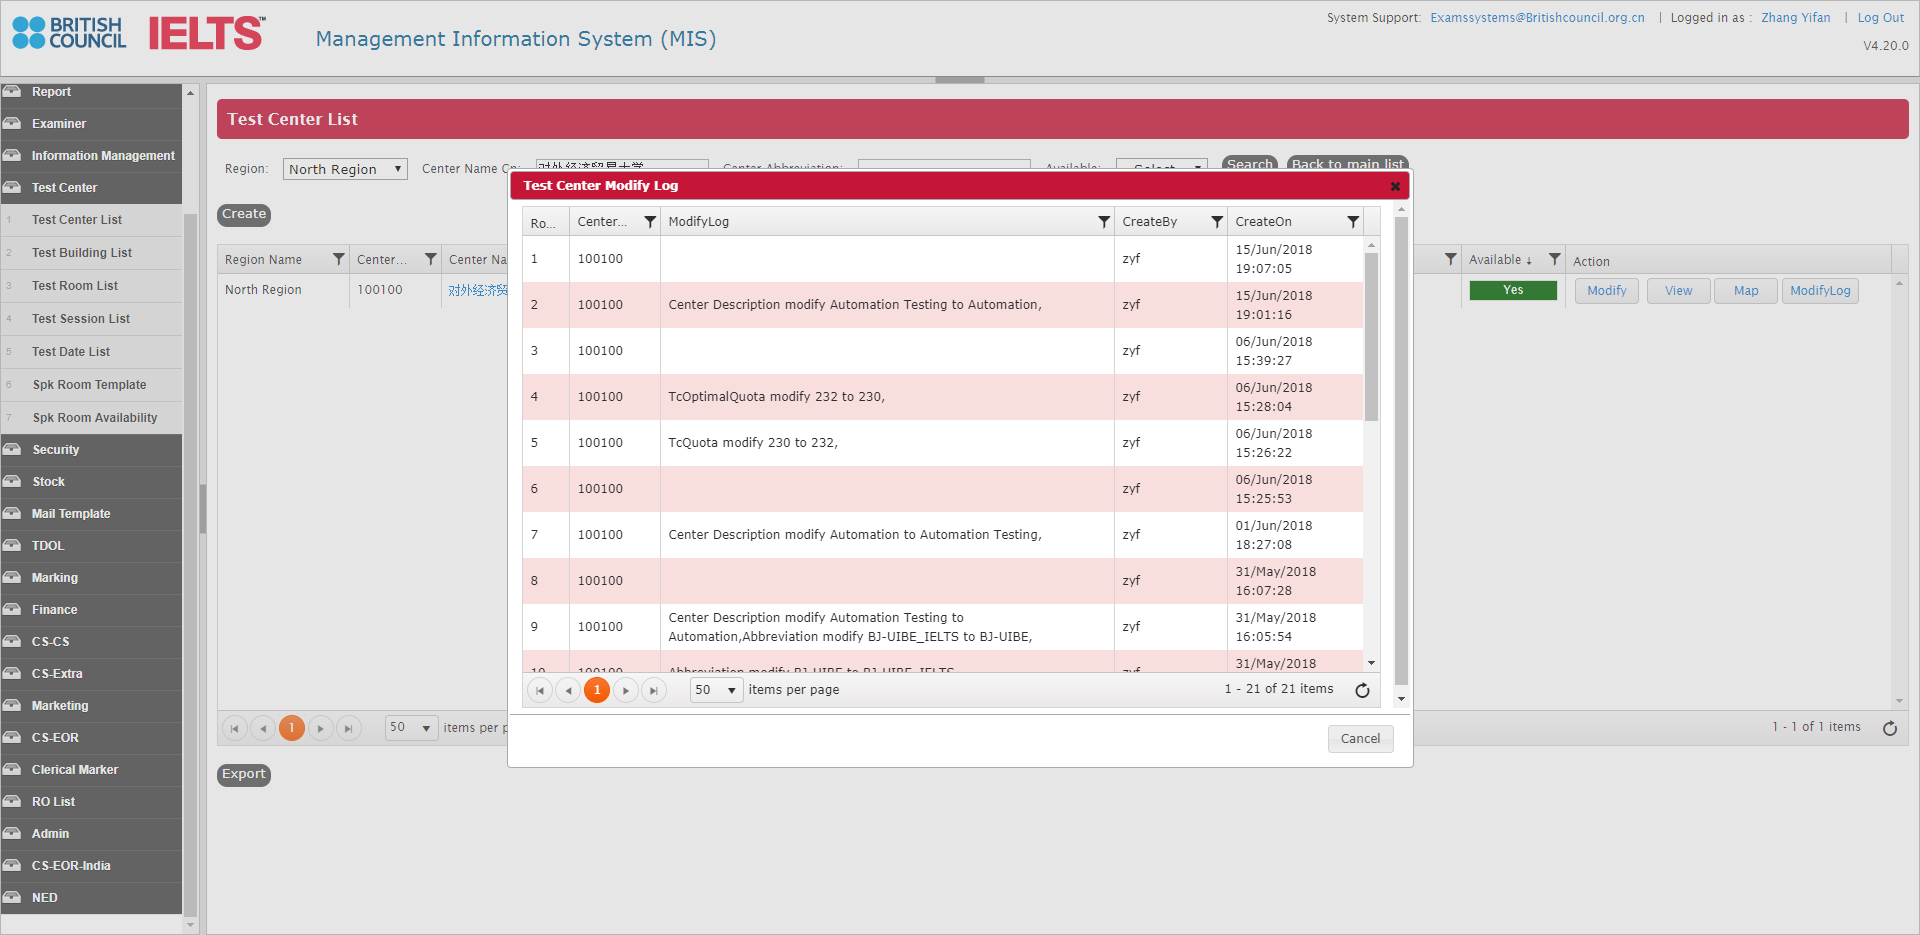 BRITISH
COUNCIL
IELTS™
Management Information System (MIS)
System Support: Examssystems@Britishcouncil.org.cn | Logged in as : Zhang Yifan | Log Out
V4.20.0
Report
Examiner
Information Management
Test Center
1 Test Center List
2 Test Building List
3 Test Room List
4 Test Session List
5 Test Date List
6 Spk Room Template
7 Spk Room Availability
Security
Stock
Mail Template
TDOL
Marking
Finance
CS-CS
CS-Extra
Marketing
CS-EOR
Clerical Marker
RO List
Admin
CS-EOR-India
NED
Test Center List
Region: North Region Center Name Cn: 对外经济贸易大学 Center Abbreviation: Available: Select Search Back to main list
Create
Region Name Center... Center Na Available ↓ Action
North Region 100100 对外经济贸 Yes Modify View Map ModifyLog
1 50 items per p 1 - 1 of 1 items
Export
Test Center Modify Log
Ro... Center... ModifyLog CreateBy CreateOn
1 100100 zyf 15/Jun/2018 19:07:05
2 100100 Center Description modify Automation Testing to Automation, zyf 15/Jun/2018 19:01:16
3 100100 zyf 06/Jun/2018 15:39:27
4 100100 TcOptimalQuota modify 232 to 230, zyf 06/Jun/2018 15:28:04
5 100100 TcQuota modify 230 to 232, zyf 06/Jun/2018 15:26:22
6 100100 zyf 06/Jun/2018 15:25:53
7 100100 Center Description modify Automation to Automation Testing, zyf 01/Jun/2018 18:27:08
8 100100 zyf 31/May/2018 16:07:28
9 100100 Center Description modify Automation Testing to Automation,Abbreviation modify BJ-UIBE_IELTS to BJ-UIBE, zyf 31/May/2018 16:05:54
10 100100 Abbreviation modify BJ-UIBE to BJ-UIBE_IELTS zyf 31/May/2018
1 50 items per page 1 - 21 of 21 items
Cancel